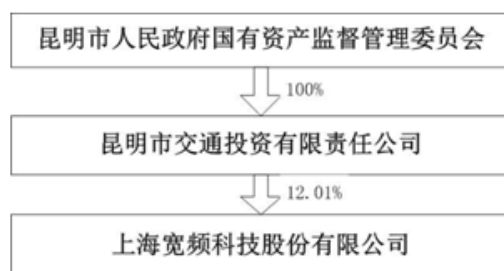 昆明市人民政府国有资产监督管理委员会
100%
昆明市交通投资有限责任公司
12.01%
上海宽频科技股份有限公司